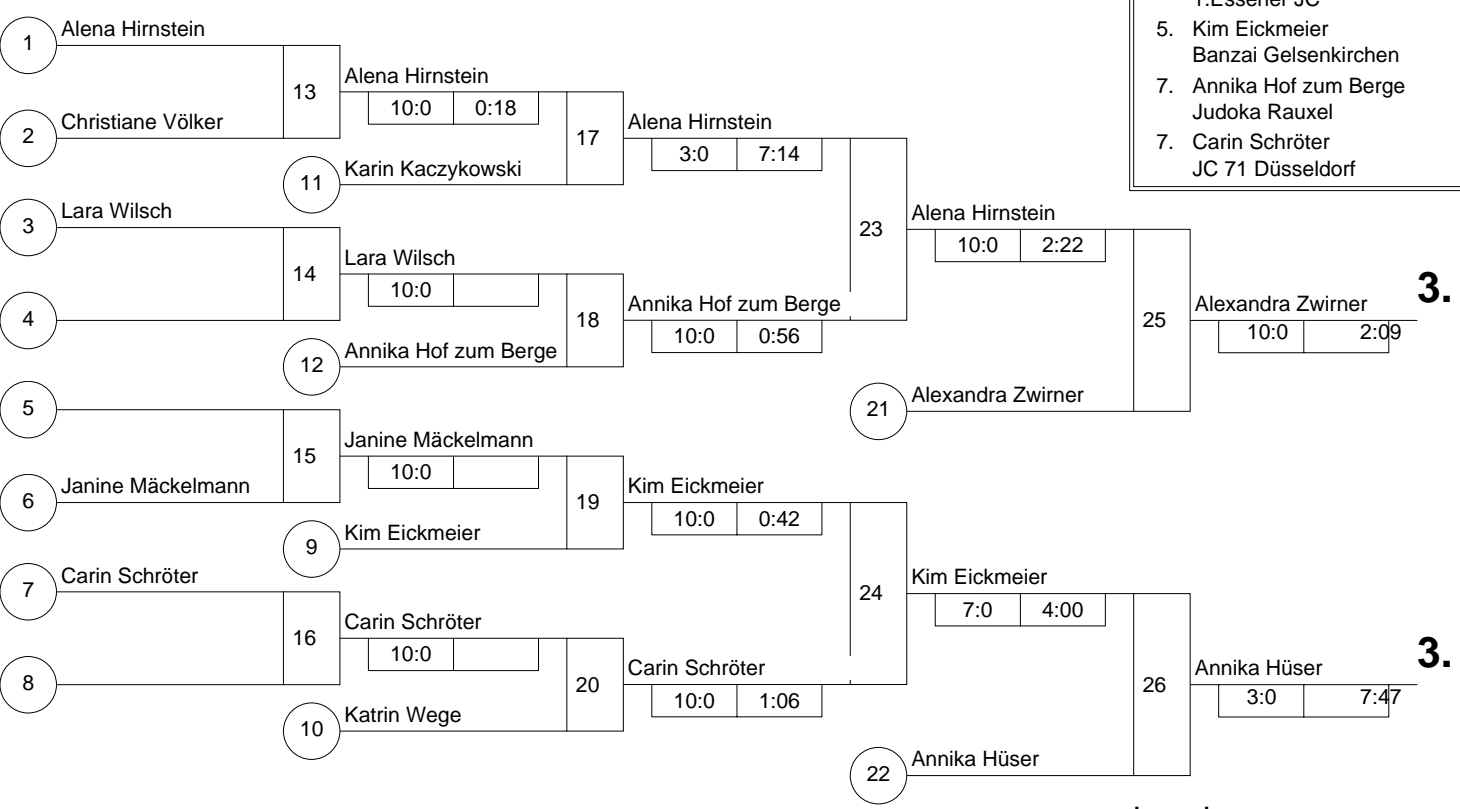 1.Essener JC
5. Kim Eickmeier
Banzai Gelsenkirchen
7. Annika Hof zum Berge
Judoka Rauxel
7. Carin Schröter
JC 71 Düsseldorf
1 Alena Hirnstein
13
Alena Hirnstein
10:0 0:18
2 Christiane Völker
17
Alena Hirnstein
3:0 7:14
11 Karin Kaczykowski
3 Lara Wilsch
23
Alena Hirnstein
10:0 2:22
14
Lara Wilsch
10:0
4
18
Annika Hof zum Berge
10:0 0:56
12 Annika Hof zum Berge
25
Alexandra Zwirner
3.
10:0 2:09
21 Alexandra Zwirner
5
15
Janine Mäckelmann
10:0
6 Janine Mäckelmann
19
Kim Eickmeier
10:0 0:42
9 Kim Eickmeier
7 Carin Schröter
24
Kim Eickmeier
7:0 4:00
16
Carin Schröter
10:0
8
20
Carin Schröter
10:0 1:06
10 Katrin Wege
26
Annika Hüser
3.
3:0 7:47
22 Annika Hüser